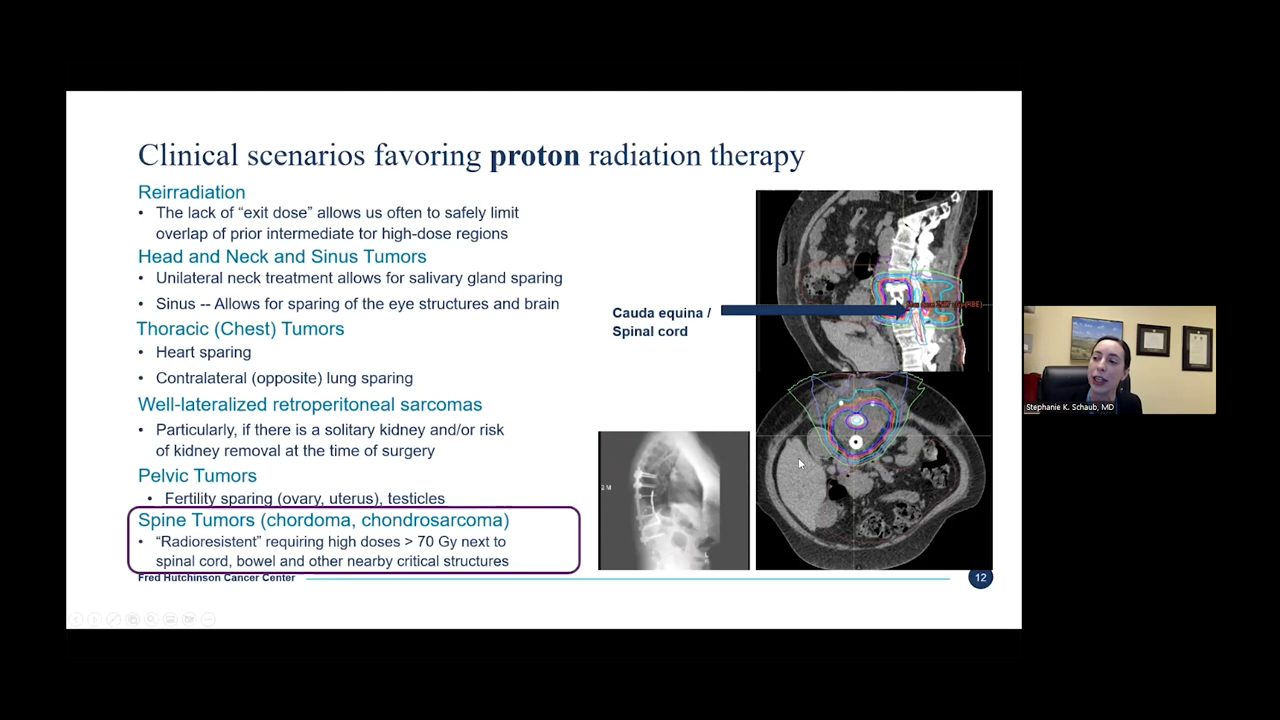 Clinical scenarios favoring proton radiation therapy
Reirradiation
• The lack of “exit dose” allows us often to safely limit
overlap of prior intermediate tor high-dose regions
Head and Neck and Sinus Tumors
• Unilateral neck treatment allows for salivary gland sparing
• Sinus -- Allows for sparing of the eye structures and brain
Thoracic (Chest) Tumors
• Heart sparing
• Contralateral (opposite) lung sparing
Well-lateralized retroperitoneal sarcomas
• Particularly, if there is a solitary kidney and/or risk
of kidney removal at the time of surgery
Pelvic Tumors
• Fertility sparing (ovary, uterus), testicles
Spine Tumors (chordoma, chondrosarcoma)
• “Radioresistent” requiring high doses > 70 Gy next to
spinal cord, bowel and other nearby critical structures
Cauda equina /
Spinal cord
2 M
L
Fred Hutchinson Cancer Center
12
Stephanie K. Schaub, MD